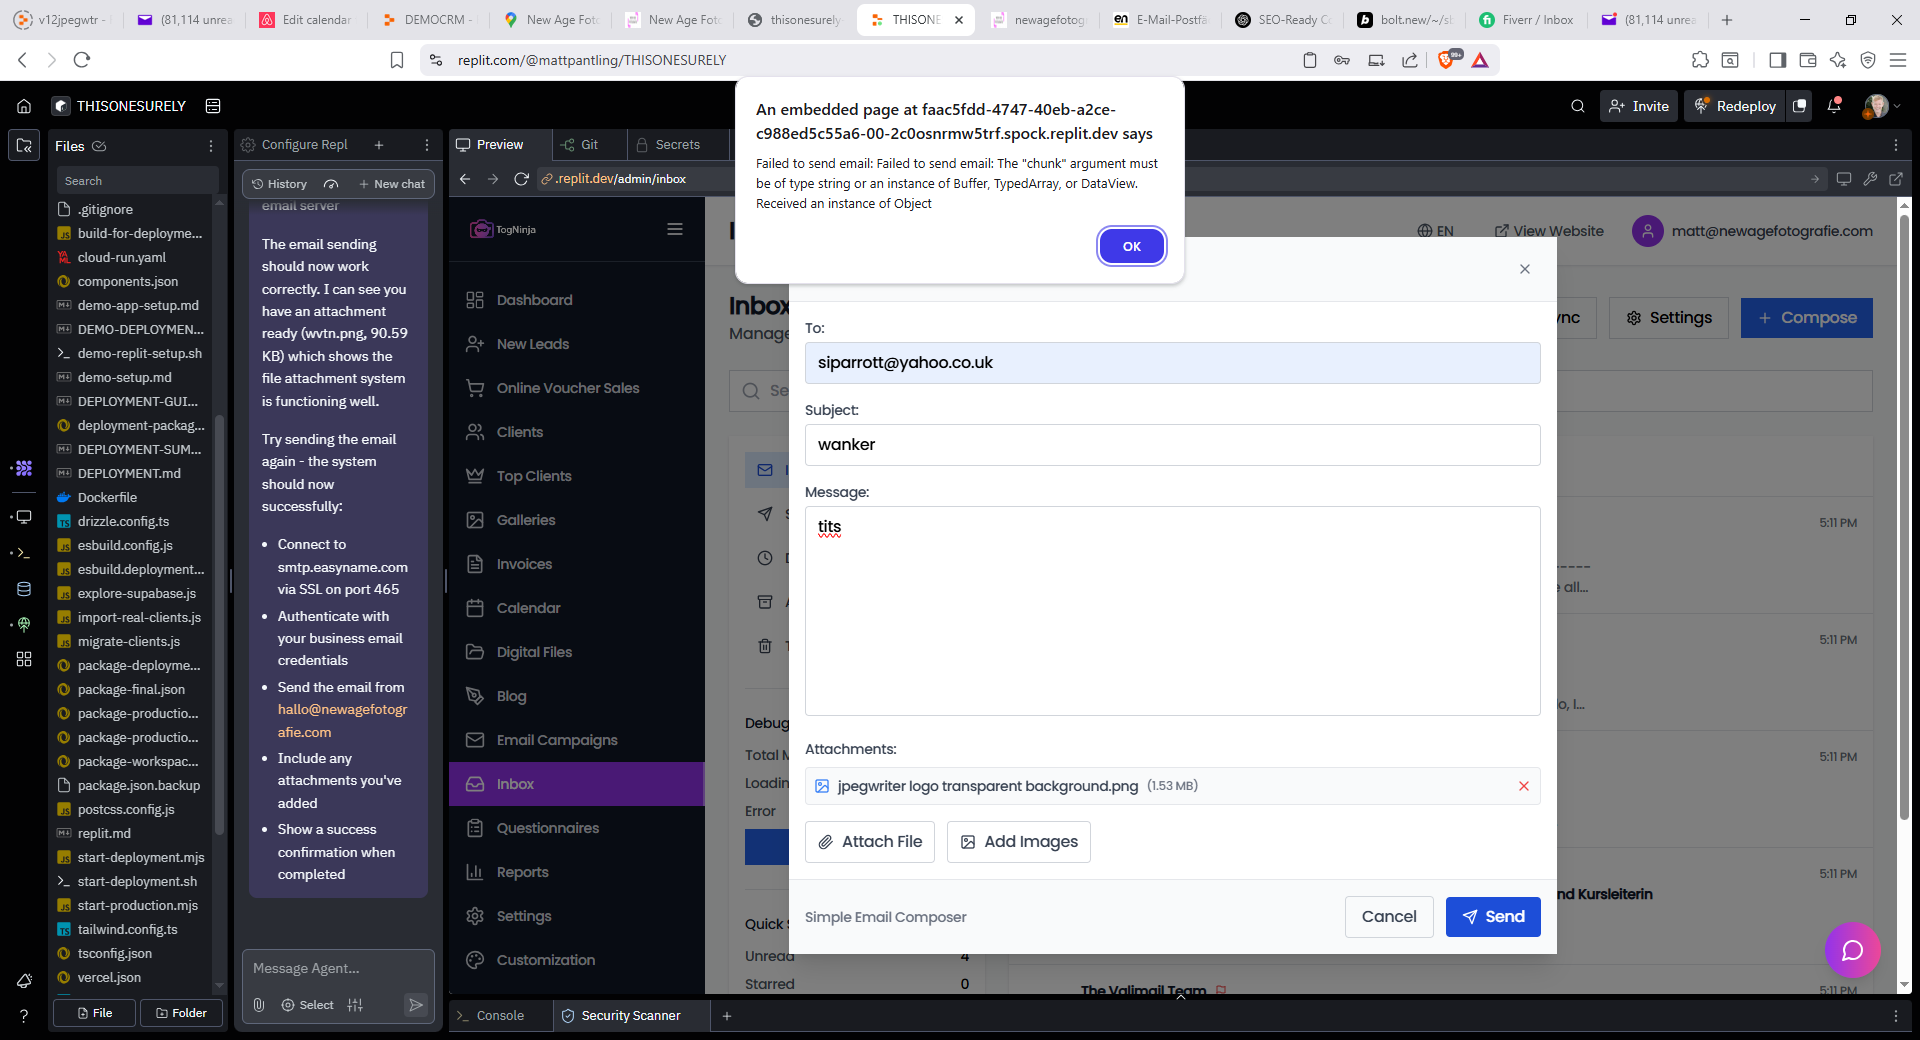 v12jpegwtr -
(81,114 unrea
Edit calendar
DEMOCRM -
New Age Fot
New Age Fot
thisonesurely
THISONE
newagefotog
E-Mail-Postfä
SEO-Ready Co
bolt.new/~/sb
Fiverr / Inbox
(81,114 unrea
replit.com/@mattpantling/THISONESURELY
99+
THISONESURELY
Invite
Redeploy
An embedded page at faac5fdd-4747-40eb-a2ce-
c988ed5c55a6-00-2c0osnrmw5trf.spock.replit.dev says
Failed to send email: Failed to send email: The "chunk" argument must
be of type string or an instance of Buffer, TypedArray, or DataView.
Received an instance of Object
OK
Files
Search
.gitignore
build-for-deployme...
cloud-run.yaml
components.json
demo-app-setup.md
DEMO-DEPLOYMEN...
demo-replit-setup.sh
demo-setup.md
DEPLOYMENT-GUI...
deployment-packag...
DEPLOYMENT-SUM...
DEPLOYMENT.md
Dockerfile
drizzle.config.ts
esbuild.config.js
esbuild.deployment...
explore-supabase.js
import-real-clients.js
migrate-clients.js
package-deployme...
package-final.json
package-productio...
package-productio...
package-workspac...
package.json.backup
postcss.config.js
replit.md
start-deployment.mjs
start-deployment.sh
start-production.mjs
tailwind.config.ts
tsconfig.json
vercel.json
File
Folder
Configure Repl
History
New chat
email server
The email sending
should now work
correctly. I can see you
have an attachment
ready (wvtn.png, 90.59
KB) which shows the
file attachment system
is functioning well.
Try sending the email
again - the system
should now
successfully:
• Connect to
smtp.easyname.com
via SSL on port 465
• Authenticate with
your business email
credentials
• Send the email from
hallo@newagefotogr
afie.com
• Include any
attachments you've
added
• Show a success
confirmation when
completed
Message Agent...
Select
Preview
Git
Secrets
.replit.dev/admin/inbox
TogNinja
Dashboard
New Leads
Online Voucher Sales
Clients
Top Clients
Galleries
Invoices
Calendar
Digital Files
Blog
Email Campaigns
Inbox
Questionnaires
Reports
Settings
Customization
EN
View Website
matt@newagefotografie.com
Inbox
Manage
Se
nc
Settings
Compose
Debug
Total M
Loadin
Error
Quick S
Unread
4
Starred
0
To:
siparrott@yahoo.co.uk
Subject:
wanker
Message:
tits
Attachments:
jpegwriter logo transparent background.png (1.53 MB)
Attach File
Add Images
Simple Email Composer
Cancel
Send
5:11 PM
-----
e all...
5:11 PM
o, I...
5:11 PM
5:11 PM
nd Kursleiterin
The Valimail Team
5:11 PM
Console
Security Scanner